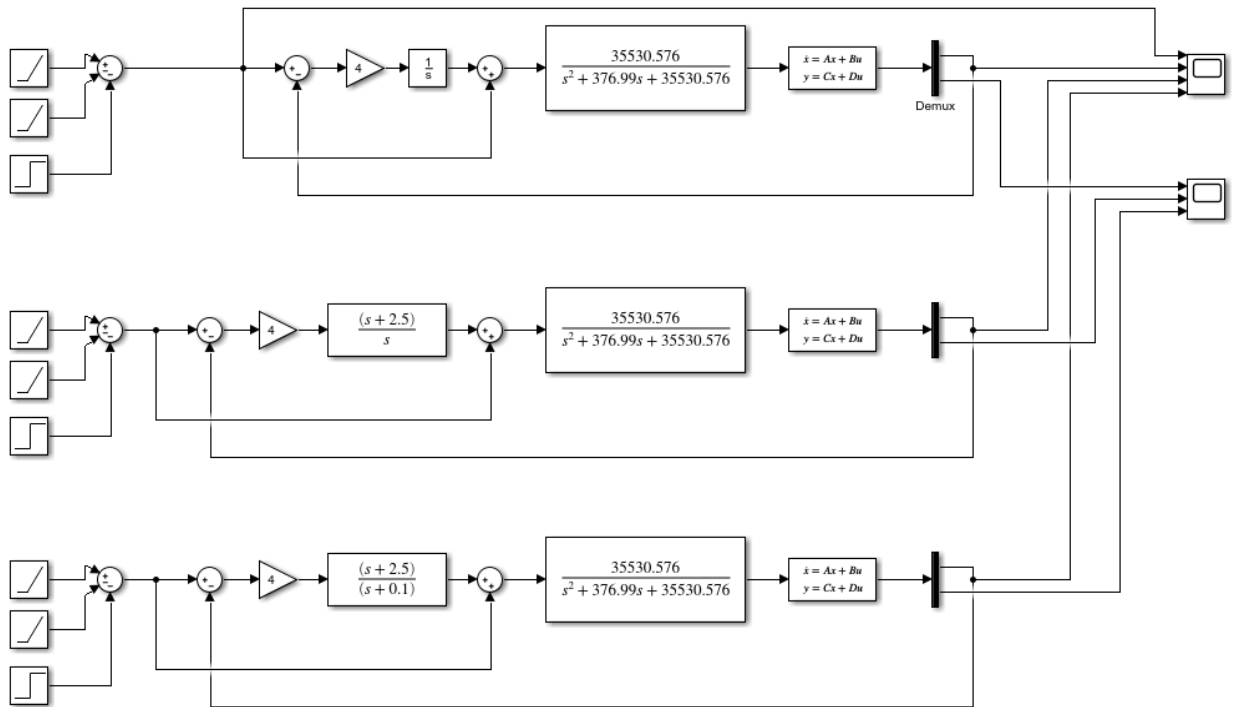 4
1
s
35530.576
s² + 376.99s + 35530.576
ẋ = Ax + Bu
y = Cx + Du
Demux
4
(s + 2.5)
s
35530.576
s² + 376.99s + 35530.576
ẋ = Ax + Bu
y = Cx + Du
4
(s + 2.5)
(s + 0.1)
35530.576
s² + 376.99s + 35530.576
ẋ = Ax + Bu
y = Cx + Du